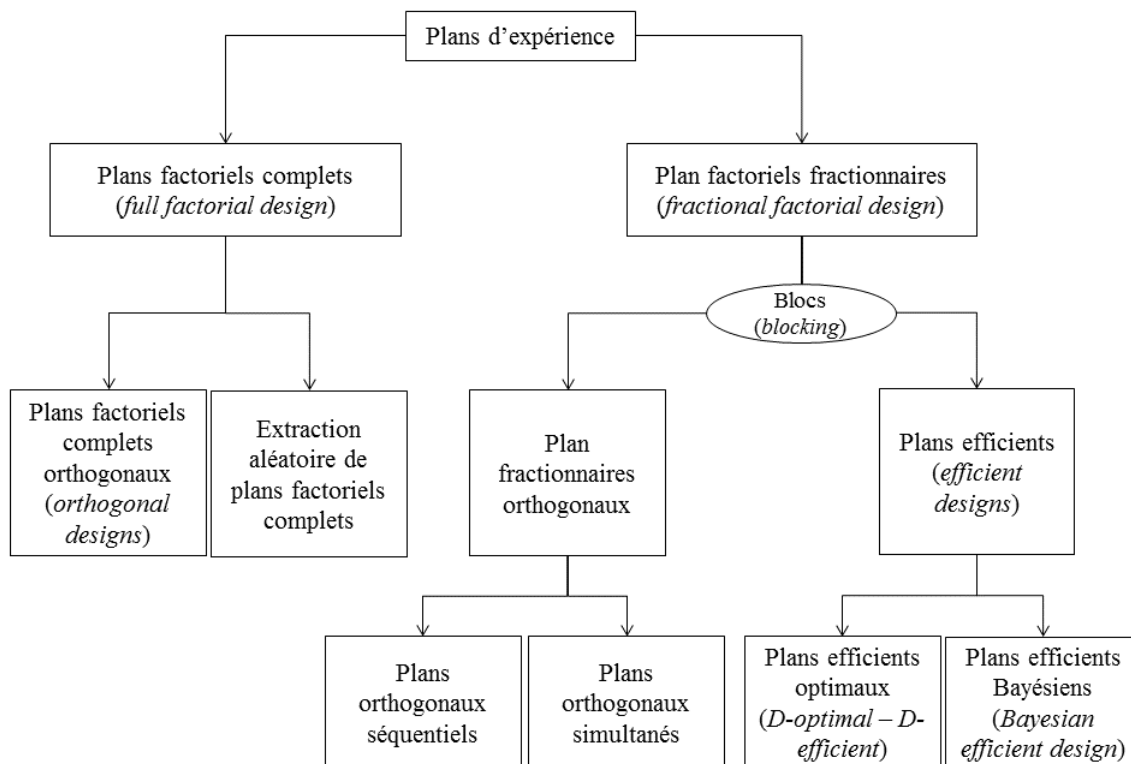 Plans d’expérience
Plans factoriels complets
(full factorial design)
Plan factoriels fractionnaires
(fractional factorial design)
Blocs
(blocking)
Plans factoriels
complets
orthogonaux
(orthogonal
designs)
Extraction
aléatoire de
plans factoriels
complets
Plan
fractionnaires
orthogonaux
Plans efficients
(efficient
designs)
Plans
orthogonaux
séquentiels
Plans
orthogonaux
simultanés
Plans efficients
optimaux
(D-optimal – D-
efficient)
Plans efficients
Bayésiens
(Bayesian
efficient design)